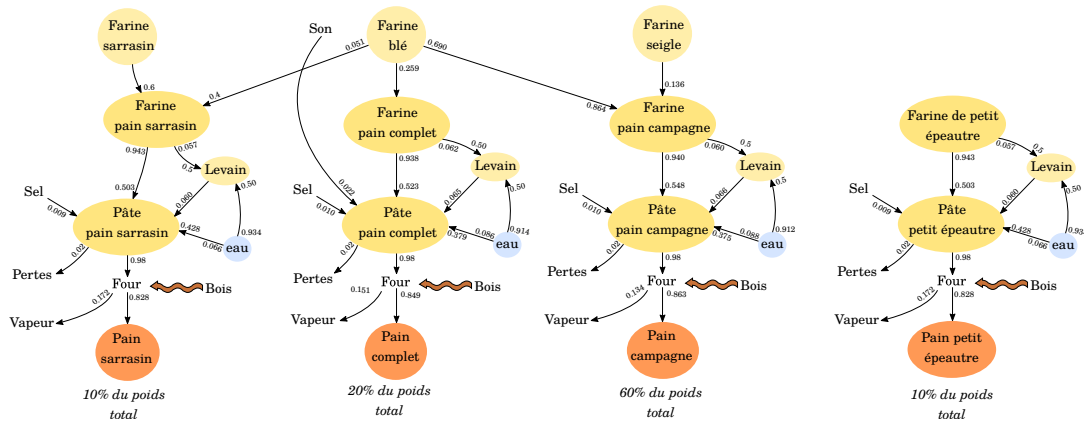 Farine
sarrasin
0.6
0.4
Farine
pain sarrasin
0.943
0.057
0.5
Levain
0.50
0.503
0.060
Sel
0.009
Pâte
pain sarrasin
0.428
0.066
0.934
eau
0.02
Pertes
0.98
Four
Bois
0.172
0.828
Vapeur
Pain
sarrasin
10% du poids
total
Son
0.022
Farine
blé
0.051
0.259
0.690
Farine
pain complet
0.938
0.062
0.50
Levain
0.50
0.523
0.065
Sel
0.010
Pâte
pain complet
0.379
0.086
0.914
eau
0.02
Pertes
0.98
Four
Bois
0.151
0.849
Vapeur
Pain
complet
20% du poids
total
Farine
seigle
0.136
0.864
Farine
pain campagne
0.940
0.060
0.5
Levain
0.5
0.548
0.066
Sel
0.010
Pâte
pain campagne
0.375
0.088
0.912
eau
0.02
Pertes
0.98
Four
Bois
0.134
0.863
Vapeur
Pain
campagne
60% du poids
total
Farine de petit
épeautre
0.943
0.057
0.5
Levain
0.50
0.503
0.060
Sel
0.009
Pâte
petit épeautre
0.428
0.066
eau
0.02
Pertes
0.98
Four
Bois
0.172
0.828
Vapeur
Pain petit
épeautre
10% du poids
total